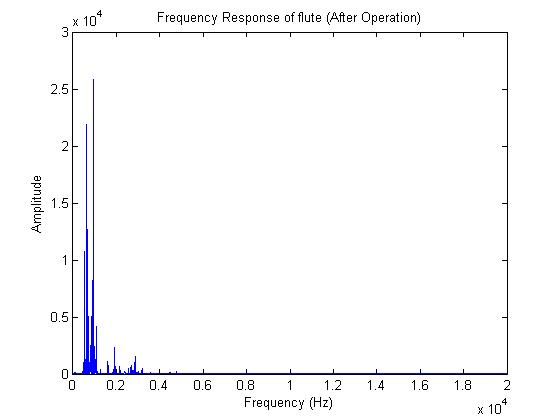 Frequency Response of flute (After Operation)
x 10^4
3
2.5
2
1.5
1
0.5
0
Amplitude
0 0.2 0.4 0.6 0.8 1 1.2 1.4 1.6 1.8 2
Frequency (Hz)
x 10^4